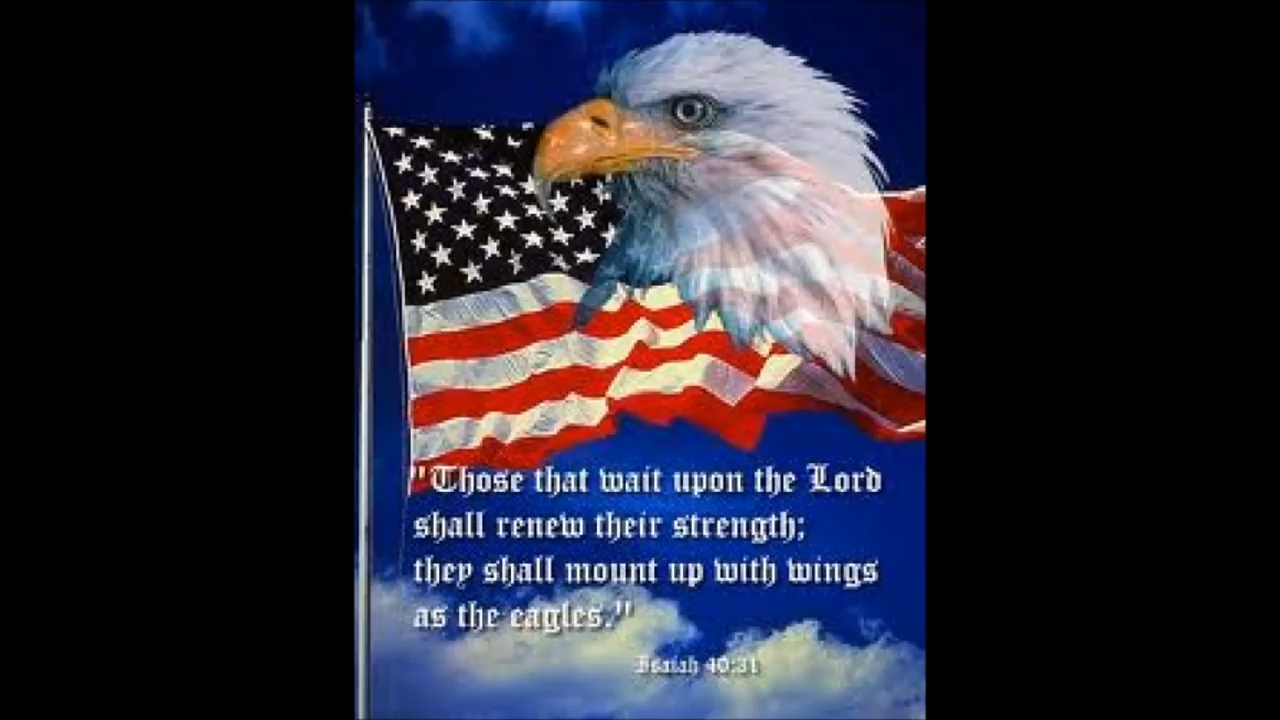 "Those that wait upon the Lord
shall renew their strength;
they shall mount up with wings
as the eagles."
Isaiah 40:31